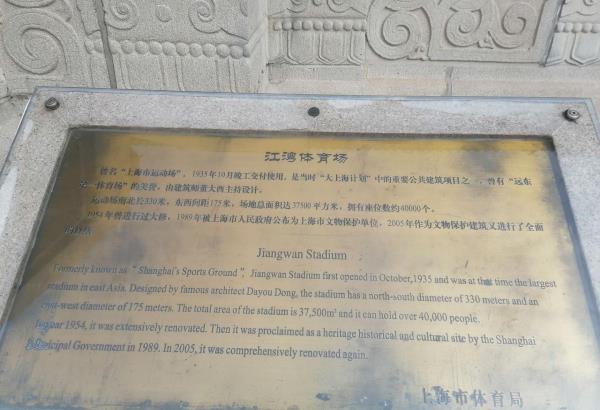 江湾体育场
曾名“上海市运动场”，1935年10月竣工交付使用，是当时“大上海计划”中的重要公共建筑项目之一，曾有“远东
第一体育场”的美誉，由建筑师董大酉主持设计。
运动场南北长330米，东西间距175米，场地总面积达37500平方米，拥有座位数约40000个。
1954年曾进行过大修，1989年被上海市人民政府公布为上海市文物保护单位，2005年作为文物保护建筑又进行了全面
Jiangwan Stadium
Formerly known as “Shanghai's Sports Ground”, Jiangwan Stadium first opened in October,1935 and was at that time the largest
stadium in east Asia. Designed by famous architect Dayou Dong, the stadium has a north-south diameter of 330 meters and an
east-west diameter of 175 meters. The total area of the stadium is 37,500m² and it can hold over 40,000 people.
year 1954, it was extensively renovated. Then it was proclaimed as a heritage historical and cultural site by the Shanghai
Municipal Government in 1989. In 2005, it was comprehensively renovated again.
上海市体育局